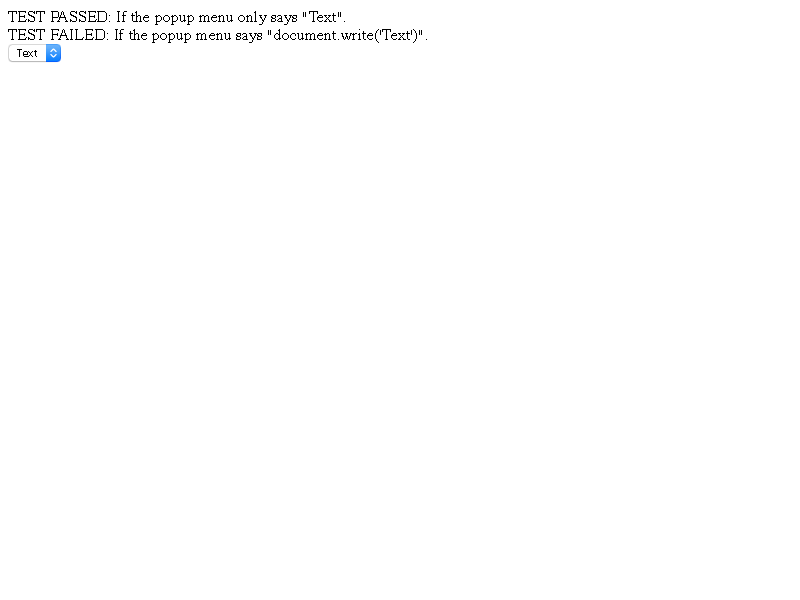 TEST PASSED: If the popup menu only says "Text".
TEST FAILED: If the popup menu says "document.write('Text')".
Text